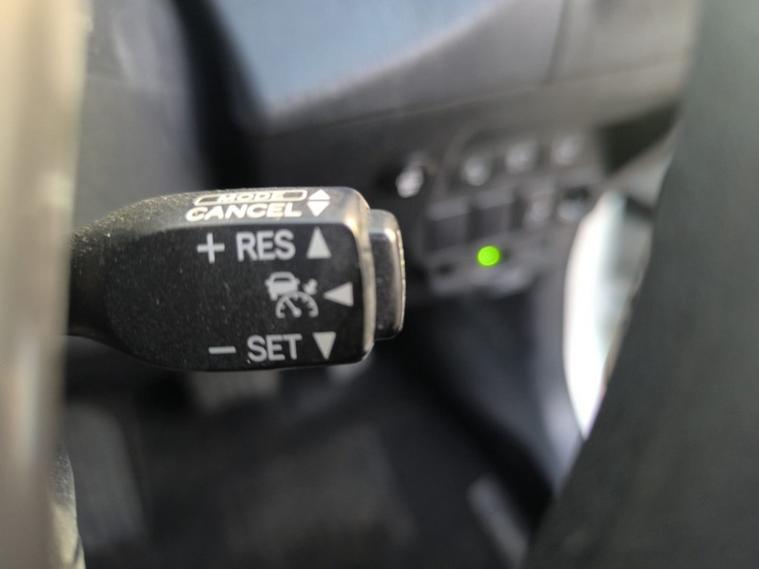 MODE
CANCEL
+ RES
- SET